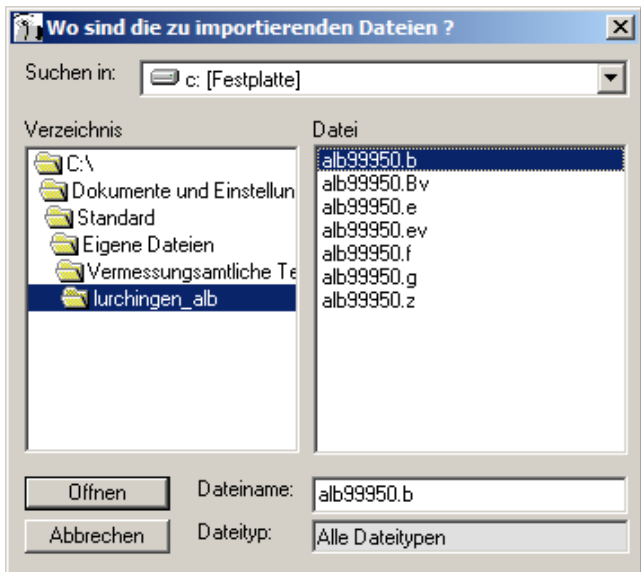 Wo sind die zu importierenden Dateien ?
Suchen in:
c: [Festplatte]
Verzeichnis
Datei
C:\
Dokumente und Einstellun
Standard
Eigene Dateien
Vermessungsamtliche Te
lurchingen_alb
alb99950.b
alb99950.Bv
alb99950.e
alb99950.ev
alb99950.f
alb99950.g
alb99950.z
Öffnen
Dateiname:
alb99950.b
Abbrechen
Dateityp:
Alle Dateitypen